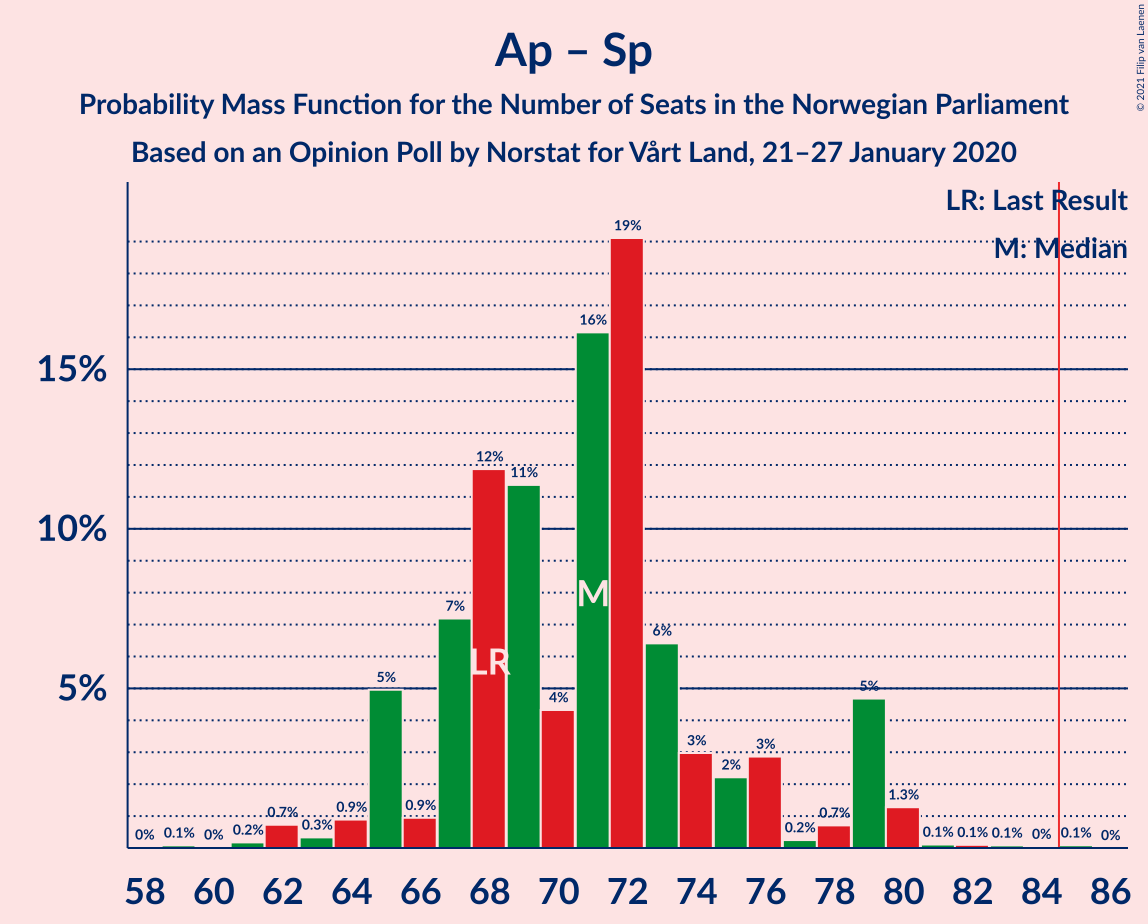 © 2021 Filip van Laenen
Ap – Sp
Probability Mass Function for the Number of Seats in the Norwegian Parliament
Based on an Opinion Poll by Norstat for Vårt Land, 21–27 January 2020
LR: Last Result
M: Median
15%
10%
5%
0% 0.1% 0% 0.2% 0.7% 0.3% 0.9% 5% 0.9% 7% 12% 11% 4% 16% 19% 6% 3% 2% 3% 0.2% 0.7% 5% 1.3% 0.1% 0.1% 0.1% 0% 0.1% 0%
M
LR
58 60 62 64 66 68 70 72 74 76 78 80 82 84 86